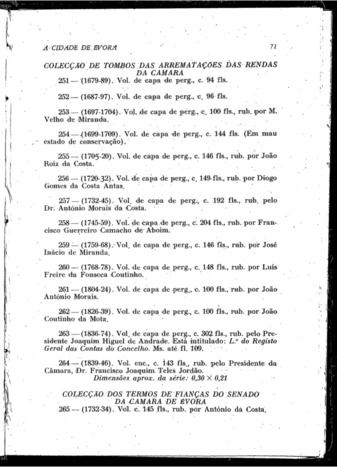 A CIDADE DE ÉVORA 71
COLECÇÃO DE TOMBOS DAS ARREMATAÇÕES DAS RENDAS
DA CAMARA
251 — (1679-89). Vol. de capa de perg., c. 94 fls.
252 — (1687-97). Vol. de capa de perg., c. 96 fls.
253 — (1697-1704). Vol. de capa de perg., c. 100 fls., rub. por M.
Velho de Miranda.
254 — (1699-1709). Vol. de capa de perg., c. 144 fls. (Em mau
estado de conservação).
255 — (1705-20). Vol. de capa de perg., c. 146 fls., rub. por João
Roiz da Costa.
256 — (1720-32). Vol. de capa de perg., c. 149 fls., rub. por Diogo
Gomes da Costa Antas.
257 — (1732-45). Vol. de capa de perg., c. 192 fls., rub. pelo
Dr. António Morais da Costa.
258 — (1745-59). Vol. de capa de perg., c. 204 fls., rub. por Fran-
cisco Guerreiro Camacho de Aboim.
259 — (1759-68). Vol. de capa de perg., c. 146 fls., rub. por José
Inácio de Miranda.
260 — (1768-78). Vol. de capa de perg., c. 148 fls., rub. por Luís
Freire da Fonseca Coutinho.
261 — (1804-24). Vol. de capa de perg., c. 100 fls., rub. por João
António Morais.
262 — (1826-39). Vol. de capa de perg., c. 100 fls., rub. por João
Coutinho da Mota.
263 — (1836-74). Vol. de capa de perg., c. 302 fls., rub. pelo Pre-
sidente Joaquim Higuel de Andrade. Está intitulado: L.º do Registo
Geral das Contas do Concelho. Ms. até fl. 109.
264 — (1839-46). Vol. enc., c. 143 fls., rub. pelo Presidente da
Câmara, Dr. Francisco Joaquim Teles Jordão.
Dimensões aprox. da série: 0,30 × 0,21
COLECÇÃO DOS TERMOS DE FIANÇAS DO SENADO
DA CAMARA DE ÉVORA
265 — (1732-34). Vol. c. 145 fls., rub. por António da Costa.